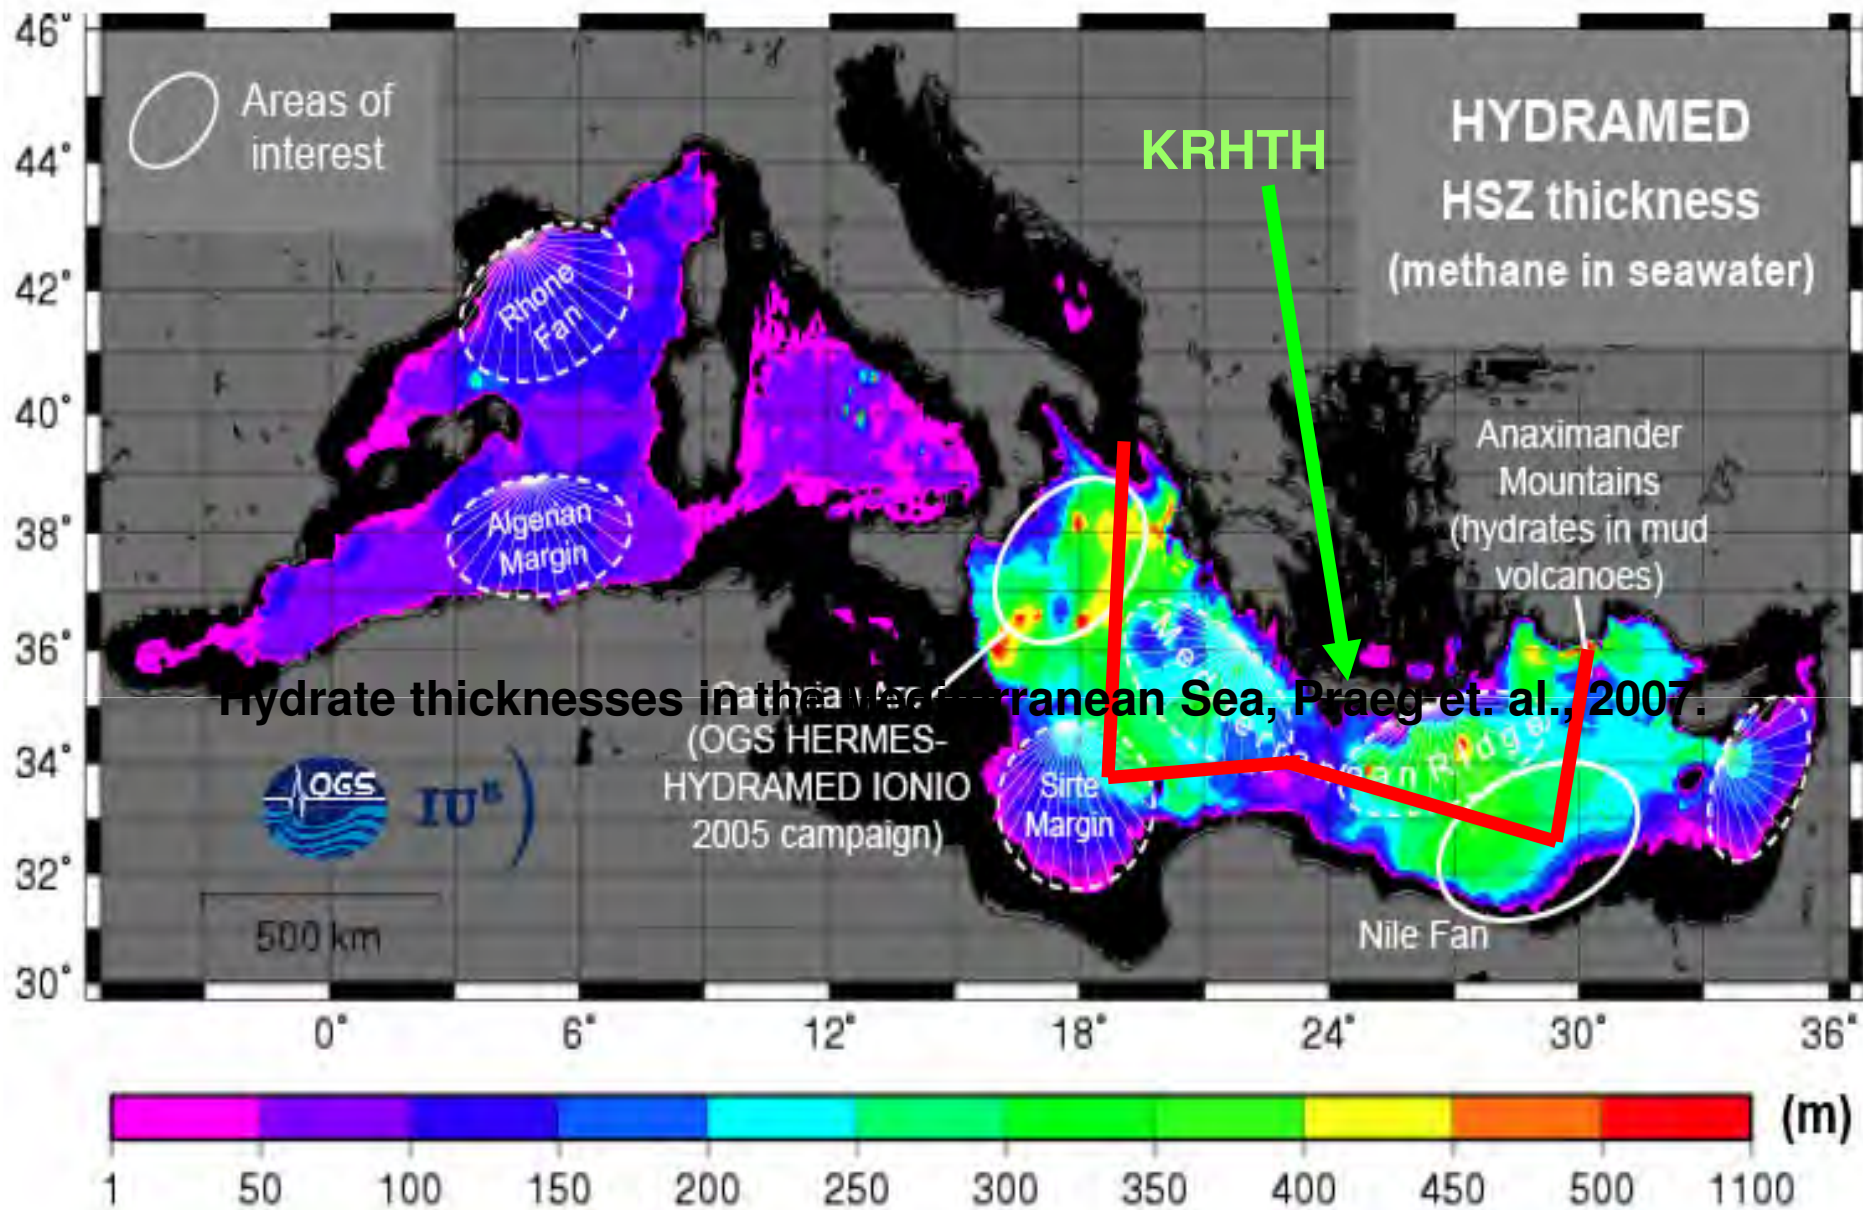 46°
44°
42°
40°
38°
36°
34°
32°
30°
Areas of
interest
KRHTH
HYDRAMED
HSZ thickness
(methane in seawater)
Rhone
Fan
Algerian
Margin
Anaximander
Mountains
(hydrates in mud
volcanoes)
Hydrate thicknesses in the Mediterranean Sea, Praeg et. al., 2007.
(OGS HERMES-
HYDRAMED IONIO
2005 campaign)
Sirte
Margin
Ridge
Nile Fan
OGS
500 km
0° 6° 12° 18° 24° 30° 36°
(m)
1 50 100 150 200 250 300 350 400 450 500 1100